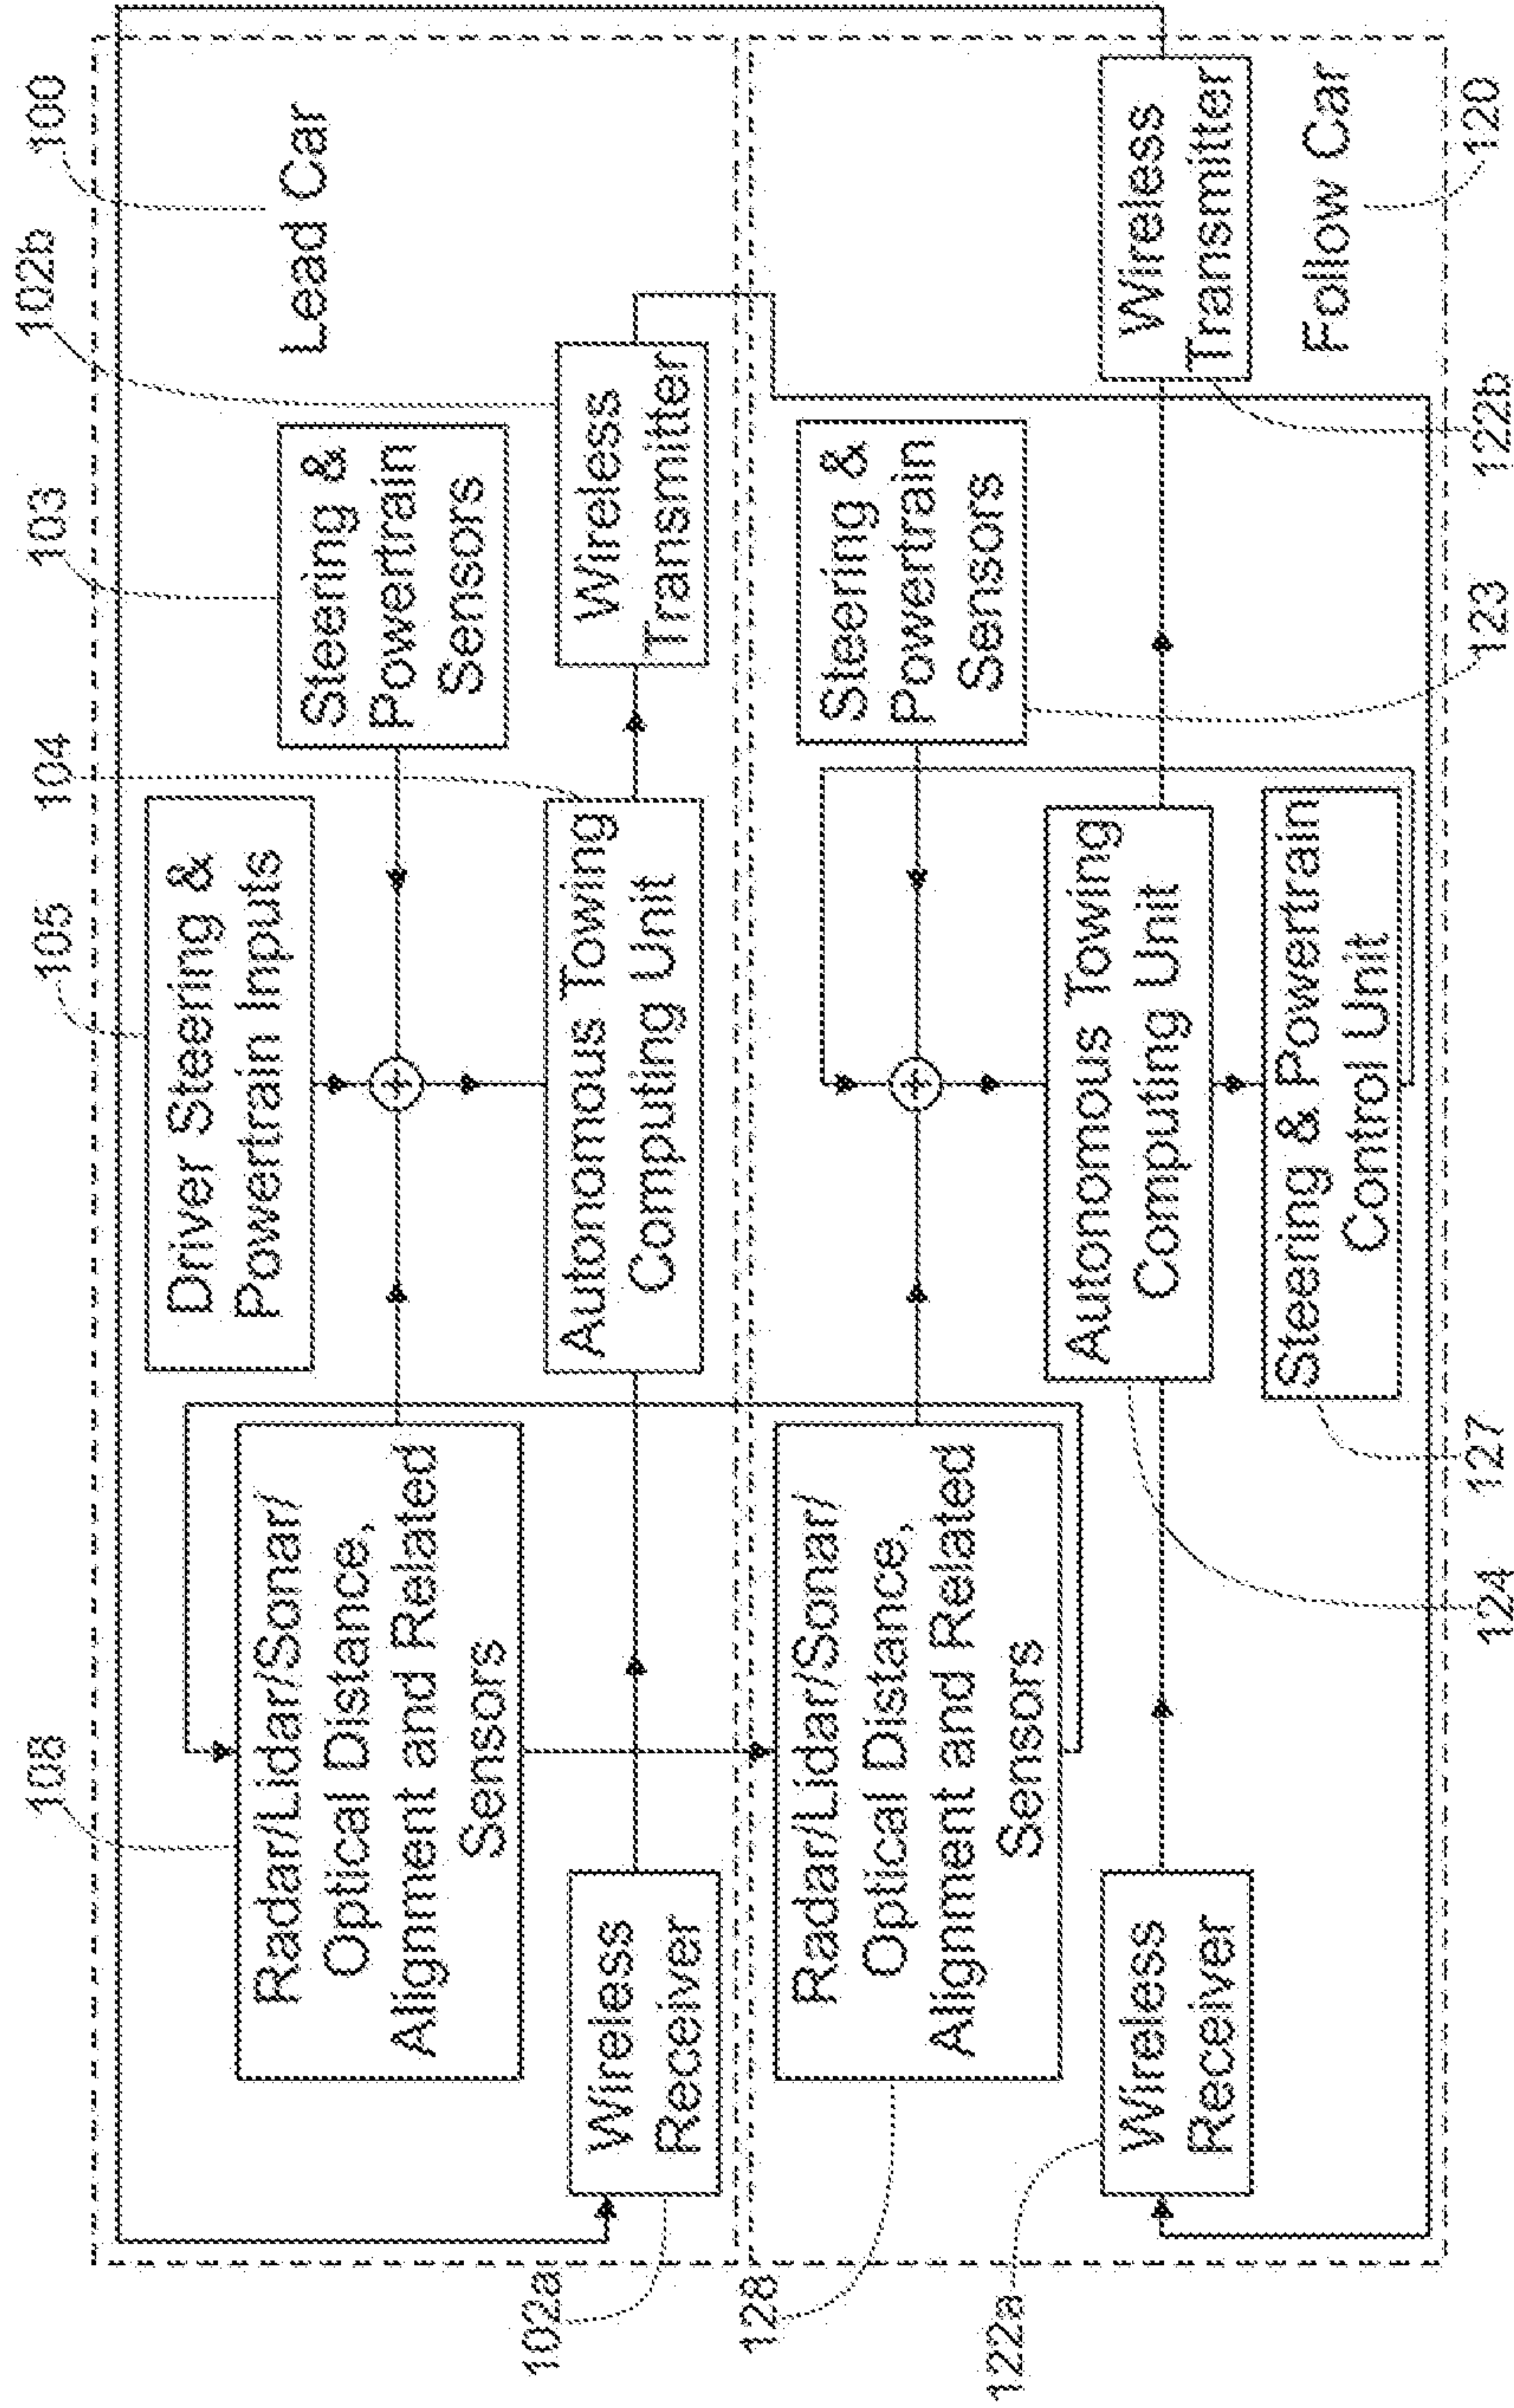 108
105
104
103
102b
100
Driver Steering &
Powertrain Inputs
Lead Car
Radar/Lidar/Sonar/
Optical Distance,
Alignment and Related
Sensors
Steering &
Powertrain
Sensors
Wireless
Receiver
Autonomous Towing
Computing Unit
Wireless
Transmitter
102a
128
Radar/Lidar/Sonar/
Optical Distance,
Alignment and Related
Sensors
Steering &
Powertrain
Sensors
Wireless
Receiver
Autonomous Towing
Computing Unit
Wireless
Transmitter
Steering & Powertrain
Control Unit
Follow Car
122a
124
127
123
122b
120